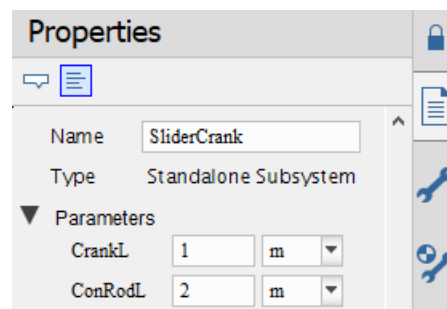 Properties
Name SliderCrank
Type Standalone Subsystem
Parameters
CrankL 1 m
ConRodL 2 m